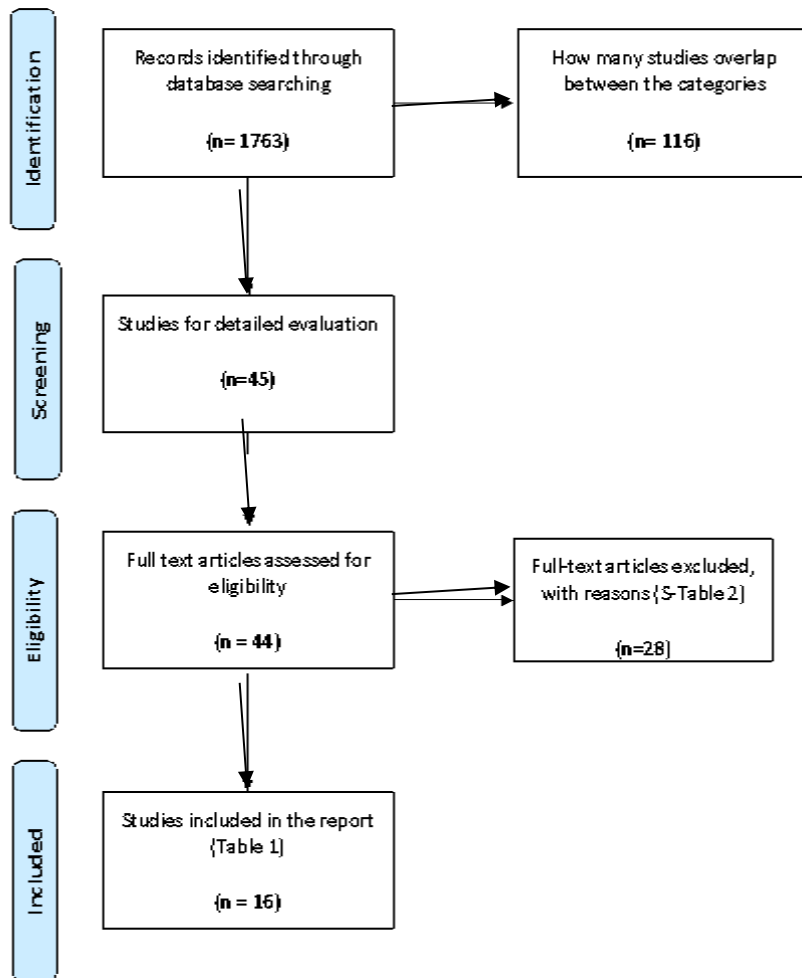 Identification
Records identified through
database searching
(n= 1763)
How many studies overlap
between the categories
(n= 116)
Screening
Studies for detailed evaluation
(n=45)
Eligibility
Full text articles assessed for
eligibility
(n = 44)
Full-text articles excluded,
with reasons (S-Table 2)
(n=28)
Included
Studies included in the report
(Table 1)
(n = 16)